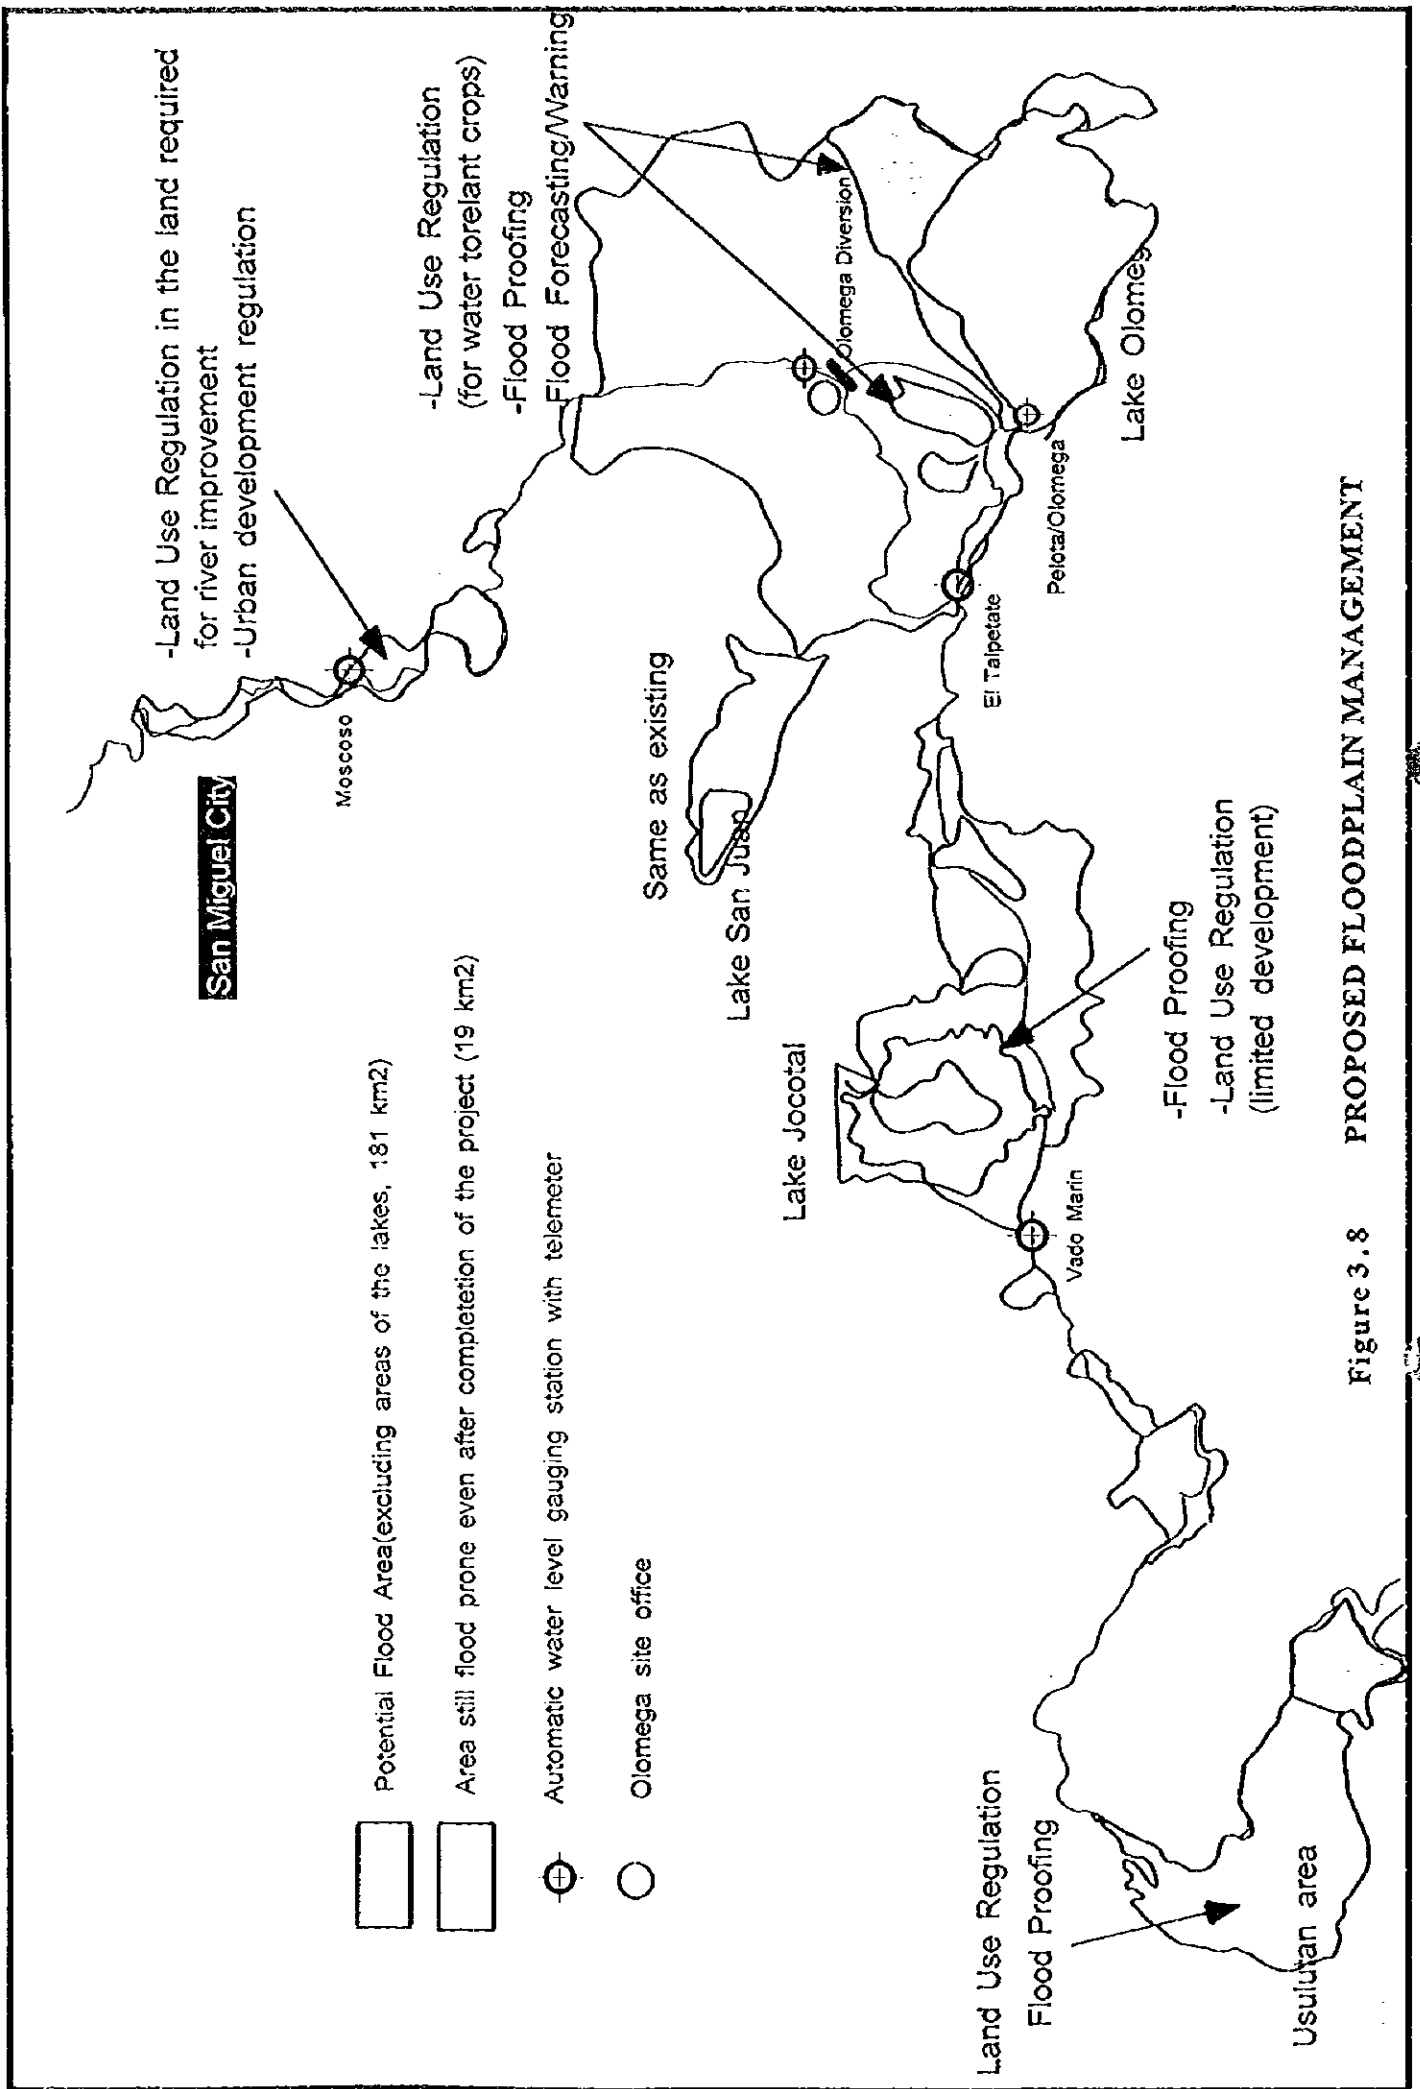 -Land Use Regulation in the land required
for river improvement
-Urban development regulation
San Miguel City
Moscoso
-Land Use Regulation
(for water torelant crops)
-Flood Proofing
Flood Forecasting/Warning
Potential Flood Area(excluding areas of the lakes, 181 km2)
Area still flood prone even after completetion of the project (19 km2)
Automatic water level gauging station with telemeter
Olomega site office
Same as existing
Lake San Juan
Lake Jocotal
Olomega Diversion
El Talpetate
Pelota/Olomega
Lake Olomeg
Vado Marin
-Flood Proofing
-Land Use Regulation
(limited development)
Land Use Regulation
Flood Proofing
Usulutan area
Figure 3.8 PROPOSED FLOODPLAIN MANAGEMENT